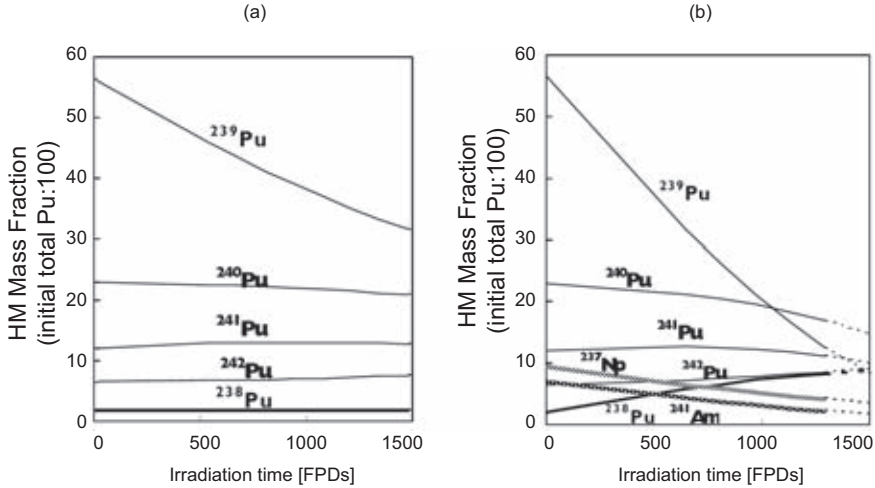 (a)
HM Mass Fraction
(initial total Pu:100)
60
50
40
30
20
10
0
²³⁹Pu
²⁴⁰Pu
²⁴¹Pu
²⁴²Pu
²³⁸Pu
0 500 1000 1500
Irradiation time [FPDs]
(b)
HM Mass Fraction
(initial total Pu:100)
60
50
40
30
20
10
0
²³⁹Pu
²⁴⁰Pu
²⁴¹Pu
²³⁷Np
²⁴²Pu
²³⁸Pu
²⁴¹Am
0 500 1000 1500
Irradiation time [FPDs]